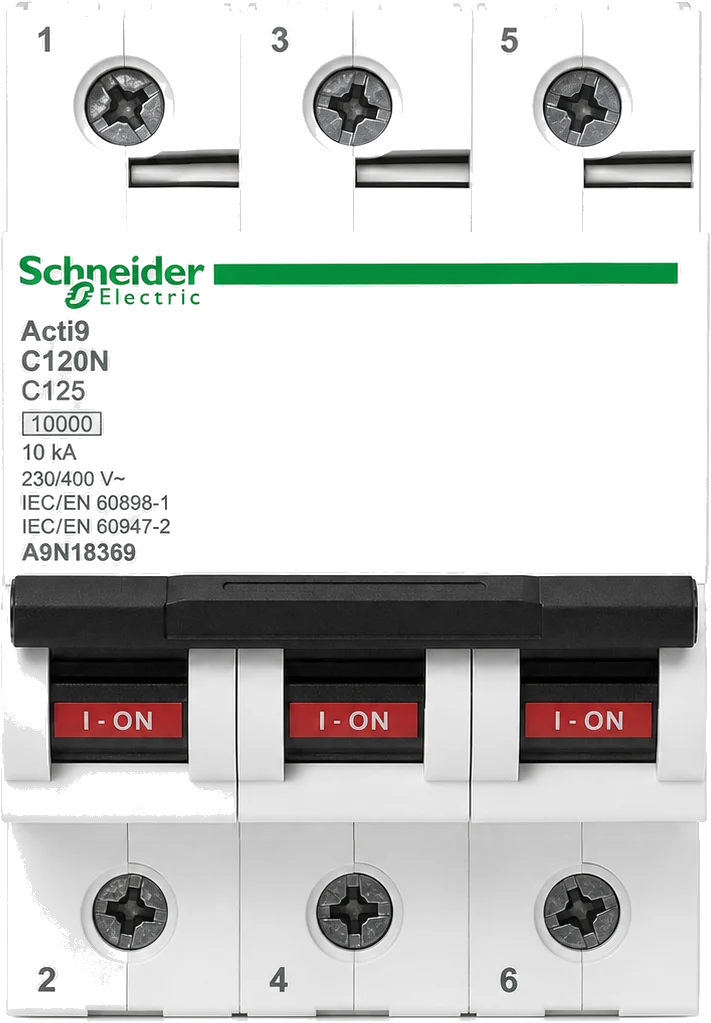 1 3 5
Schneider
Electric
Acti9
C120N
C125
10000
10 kA
230/400 V~
IEC/EN 60898-1
IEC/EN 60947-2
A9N18369
I - ON I - ON I - ON
2 4 6